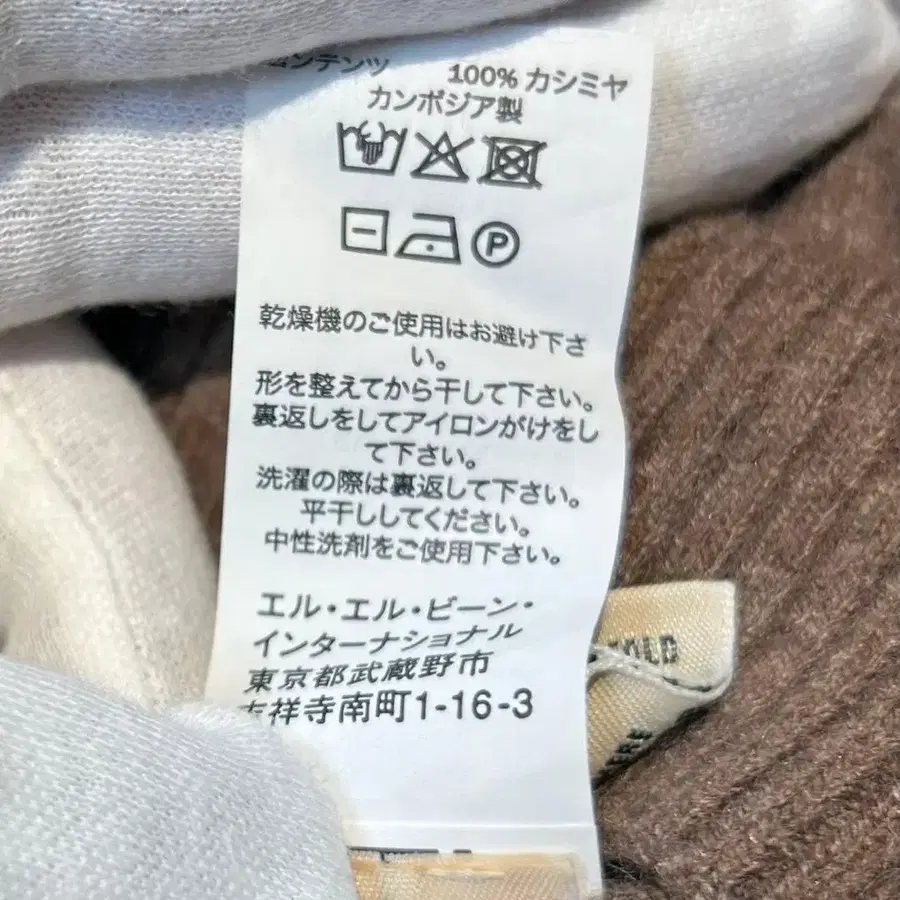 コンテンツ 100% カシミヤ
カンボジア製
P
乾燥機のご使用はお避け下さ
い。
形を整えてから干して下さい。
裏返しをしてアイロンがけをし
て下さい。
洗濯の際は裏返して下さい。
平干ししてください。
中性洗剤をご使用下さい。
エル・エル・ビーン・
インターナショナル
東京都武蔵野市
吉祥寺南町1-16-3